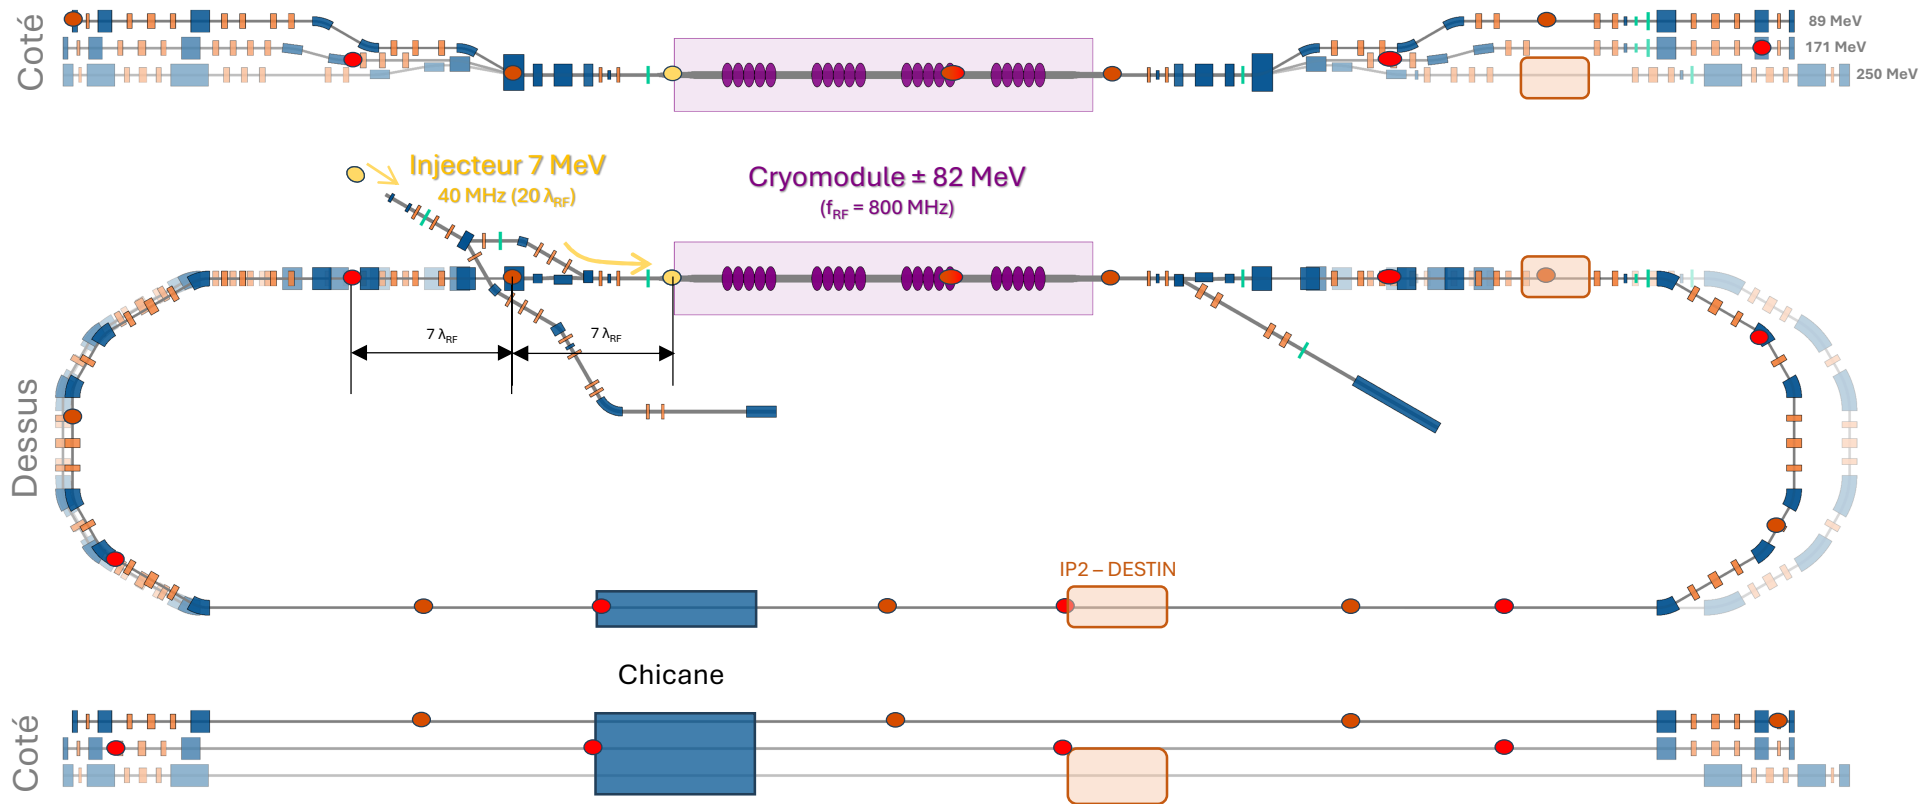 Coté
89 MeV
171 MeV
250 MeV
Injecteur 7 MeV
40 MHz (20 λRF)
Cryomodule ± 82 MeV
(fRF = 800 MHz)
7 λRF
7 λRF
Dessus
IP2 – DESTIN
Chicane
Coté